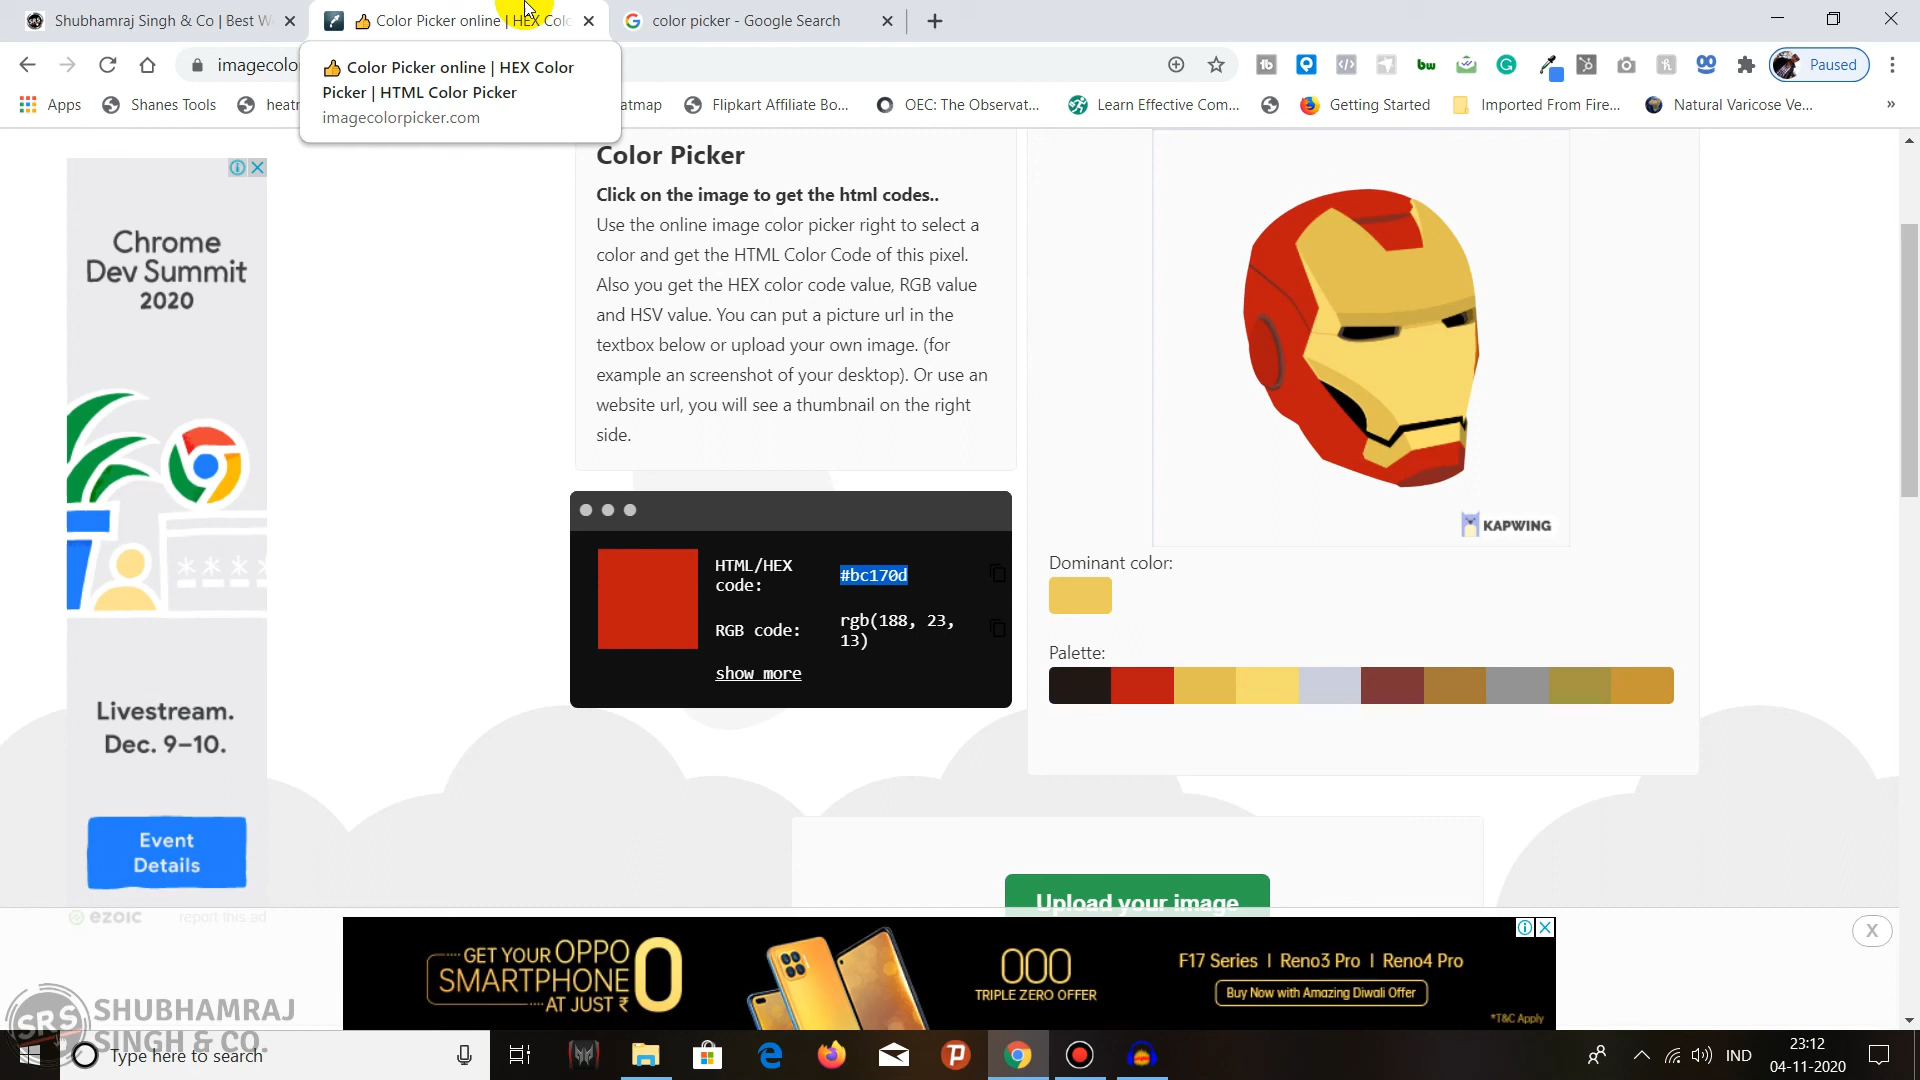 Shubhamraj Singh & Co | Best W
👍 Color Picker online | HEX Colo
color picker - Google Search
imagecolo
👍 Color Picker online | HEX Color
Picker | HTML Color Picker
imagecolorpicker.com
Paused
Apps
Shanes Tools
heatm
atmap
Flipkart Affiliate Bo...
OEC: The Observat...
Learn Effective Com...
Getting Started
Imported From Fire...
Natural Varicose Ve...
»
Color Picker
Click on the image to get the html codes..
Use the online image color picker right to select a
color and get the HTML Color Code of this pixel.
Also you get the HEX color code value, RGB value
and HSV value. You can put a picture url in the
textbox below or upload your own image. (for
example an screenshot of your desktop). Or use an
website url, you will see a thumbnail on the right
side.
Chrome
Dev Summit
2020
Livestream.
Dec. 9–10.
Event
Details
ezoic
report this ad
HTML/HEX
code:
#bc170d
RGB code:
rgb(188, 23,
13)
show more
KAPWING
Dominant color:
Palette:
Upload your image
GET YOUR OPPO
SMARTPHONE
AT JUST ₹
0
000
TRIPLE ZERO OFFER
F17 Series | Reno3 Pro | Reno4 Pro
Buy Now with Amazing Diwali Offer
*T&C Apply
X
SRS
SHUBHAMRAJ
SINGH & CO.
Type here to search
IND
23:12
04-11-2020